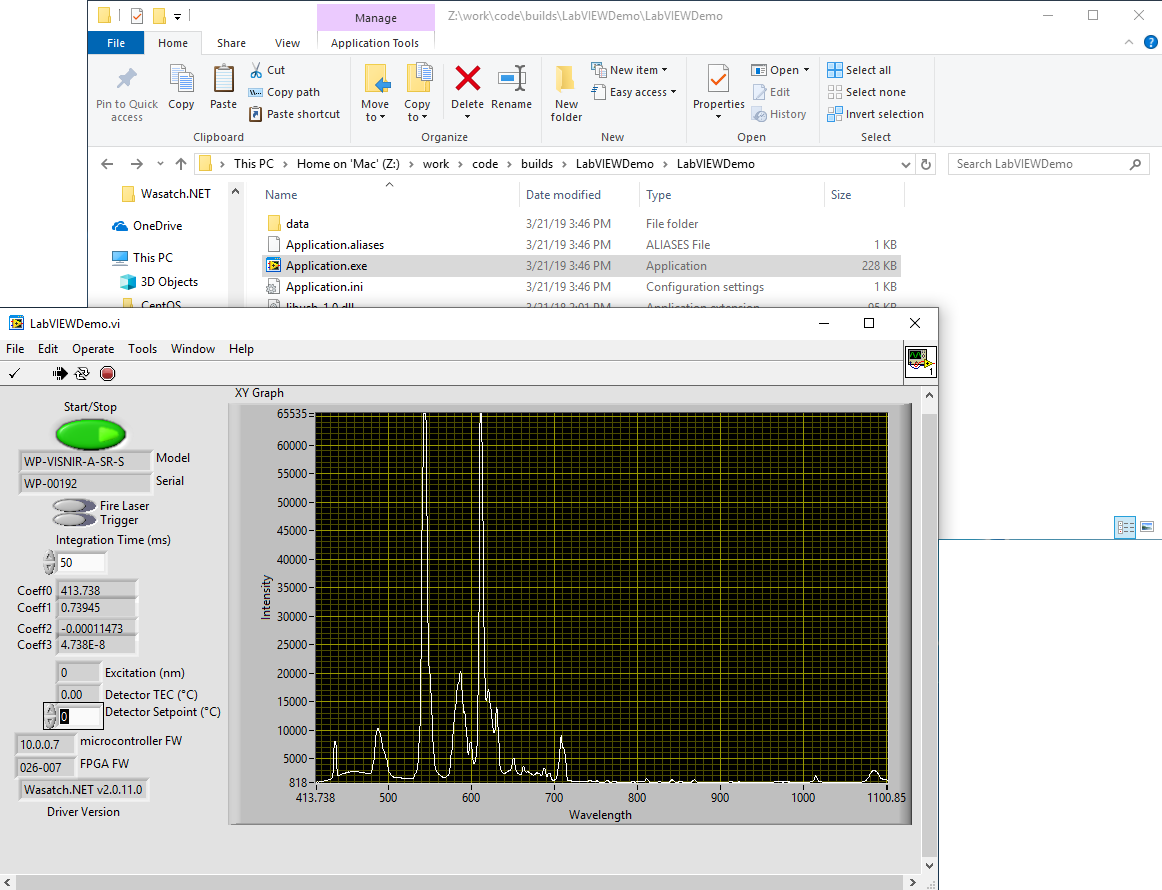 Manage
Z:\work\code\builds\LabVIEWDemo\LabVIEWDemo
File Home Share View Application Tools
Pin to Quick access
Copy
Paste
Cut
Copy path
Paste shortcut
Clipboard
Move to
Copy to
Delete
Rename
Organize
New folder
New item
Easy access
New
Properties
Open
Edit
History
Open
Select all
Select none
Invert selection
Select
This PC > Home on 'Mac' (Z:) > work > code > builds > LabVIEWDemo > LabVIEWDemo
Search LabVIEWDemo
Wasatch.NET
OneDrive
This PC
3D Objects
CentOS
Name Date modified Type Size
data 3/21/19 3:46 PM File folder
Application.aliases 3/21/19 3:46 PM ALIASES File 1 KB
Application.exe 3/21/19 3:46 PM Application 228 KB
Application.ini 3/21/19 3:46 PM Configuration settings 1 KB
LabVIEWDemo.vi
File Edit Operate Tools Window Help
1
Start/Stop
WP-VISNIR-A-SR-S Model
WP-00192 Serial
Fire Laser
Trigger
Integration Time (ms)
50
Coeff0 413.738
Coeff1 0.73945
Coeff2 -0.00011473
Coeff3 4.738E-8
0 Excitation (nm)
0.00 Detector TEC (°C)
0 Detector Setpoint (°C)
10.0.0.7 microcontroller FW
026-007 FPGA FW
Wasatch.NET v2.0.11.0
Driver Version
XY Graph
Intensity
65535
60000
55000
50000
45000
40000
35000
30000
25000
20000
15000
10000
5000
818
413.738 500 600 700 800 900 1000 1100.85
Wavelength